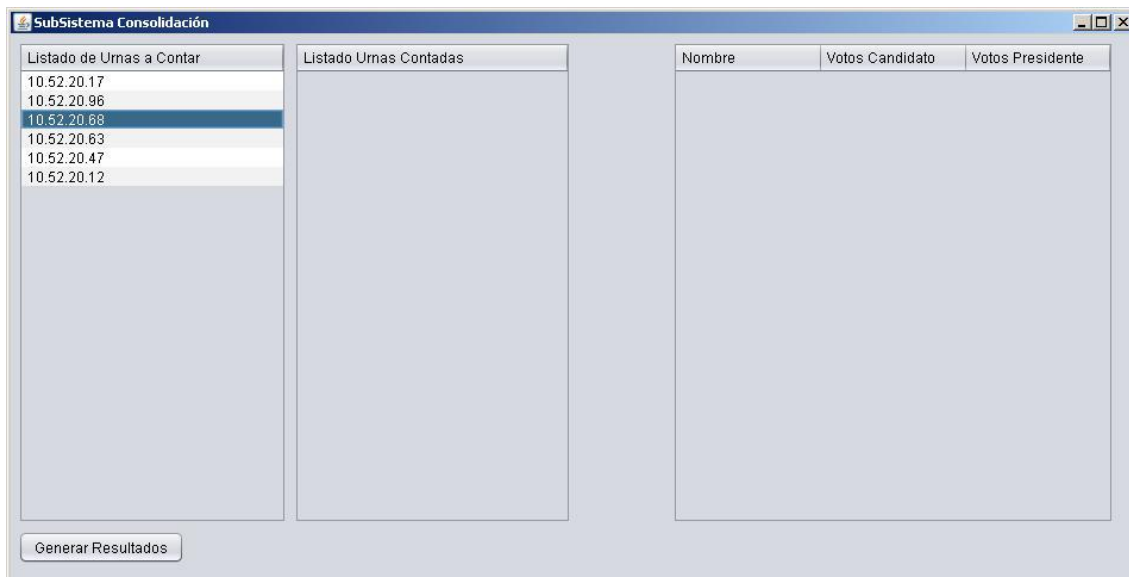 SubSistema Consolidación
Listado de Urnas a Contar
Listado Urnas Contadas
Nombre
Votos Candidato
Votos Presidente
10.52.20.17
10.52.20.96
10.52.20.68
10.52.20.63
10.52.20.47
10.52.20.12
Generar Resultados